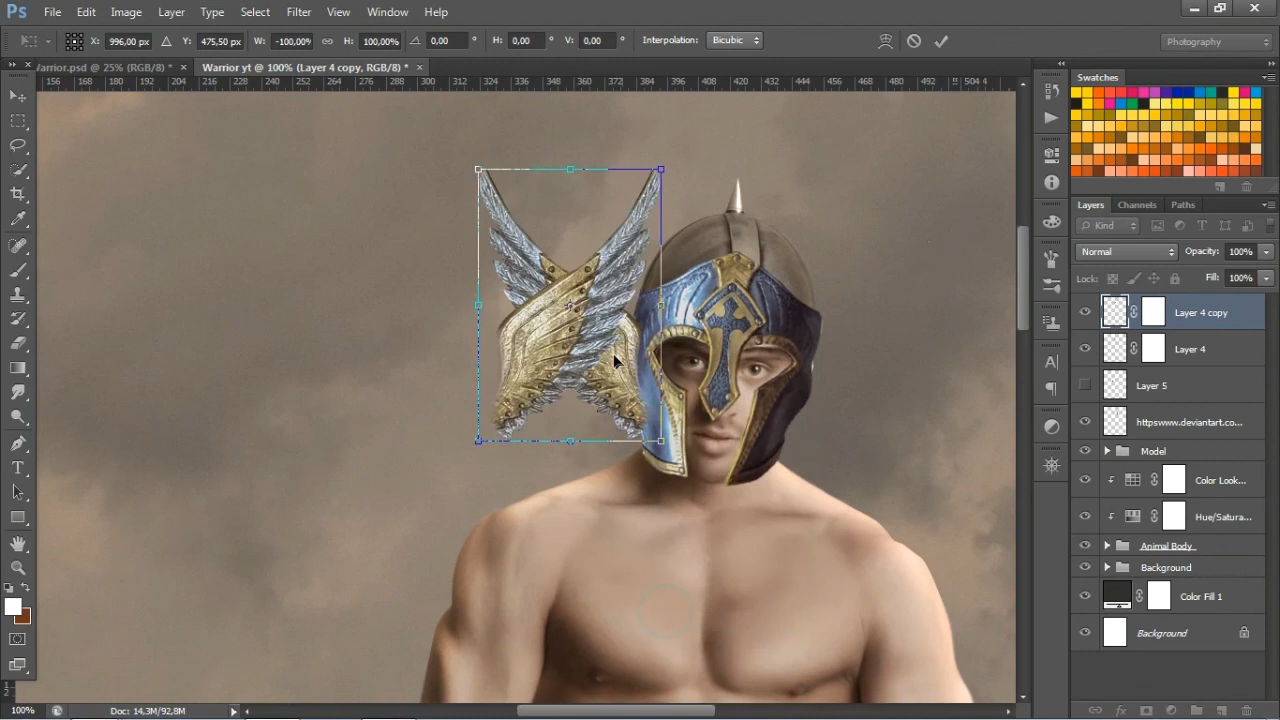 Ps File Edit Image Layer Type Select Filter View Window Help
X: 996,00 px Y: 475,50 px W: -100,00% H: 100,00% 0,00 ° H: 0,00 ° V: 0,00 ° Interpolation: Bicubic Photography
Warrior.psd @ 25% (RGB/8) * × Warrior yt @ 100% (Layer 4 copy, RGB/8) * ×
156 168 180 192 204 216 228 240 252 264 276 288 300 312 324 336 348 360 372 384 396 408 420 432 444 456 468 480 492 504 4
Swatches
Layers Channels Paths
Kind
Normal Opacity: 100%
Lock: Fill: 100%
Layer 4 copy
Layer 4
Layer 5
httpswww.deviantart.co...
Model
Color Look...
Hue/Satura...
Animal Body
Background
Color Fill 1
Background
100% Doc: 14,3M/92,8M